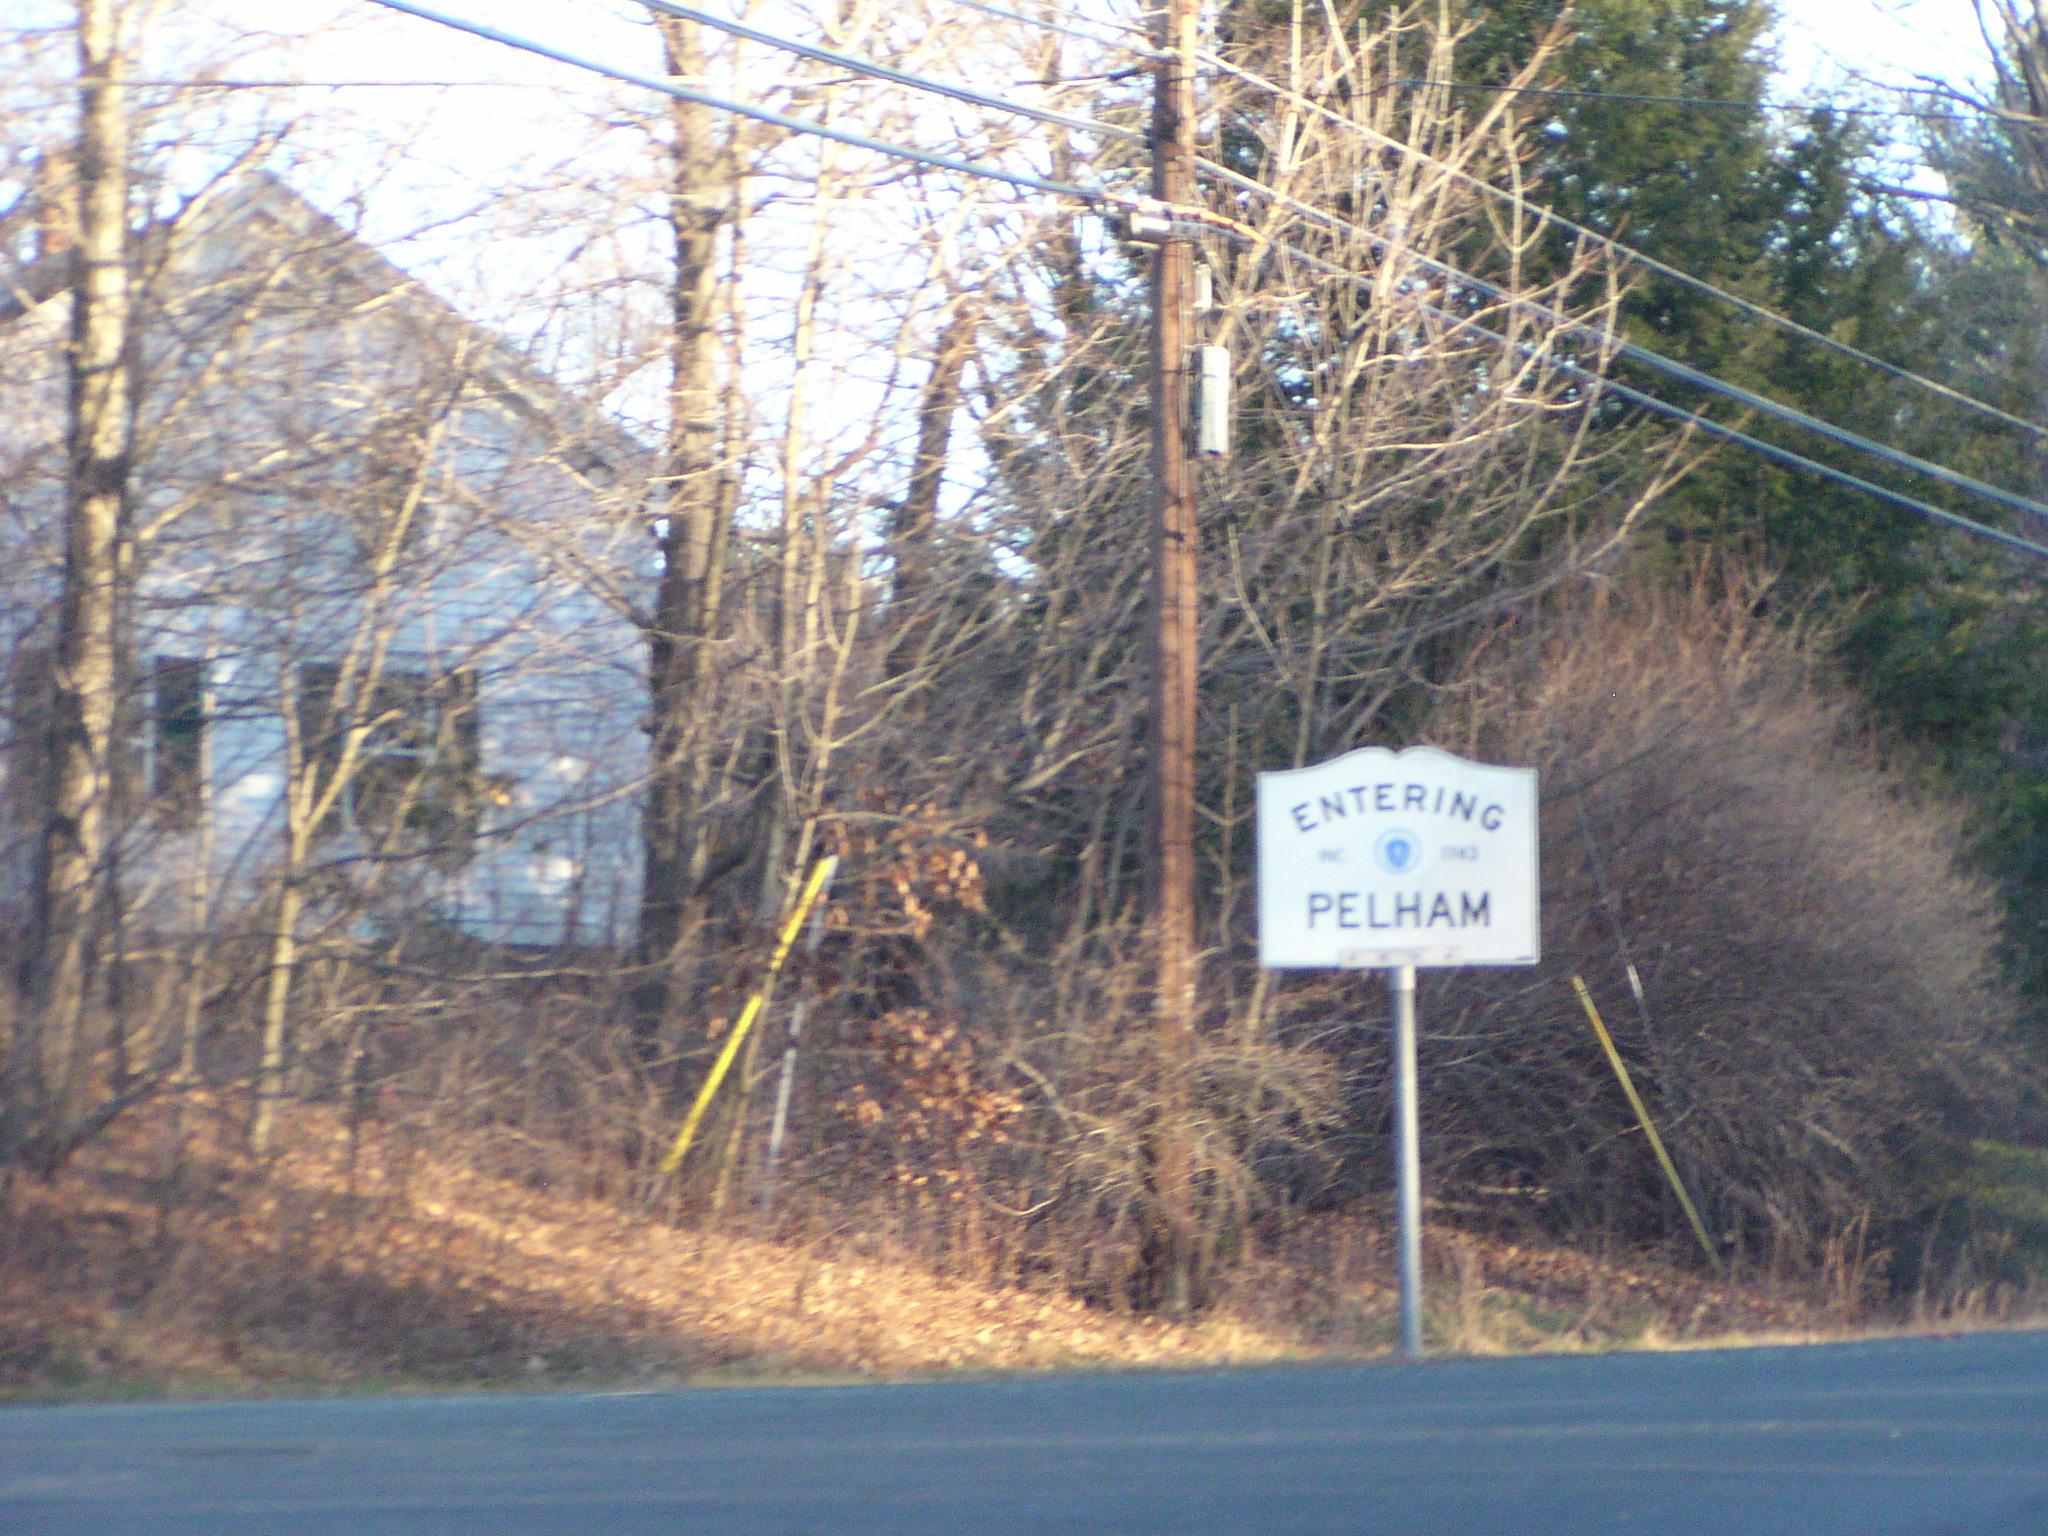 ENTERING
INC. 1743
PELHAM